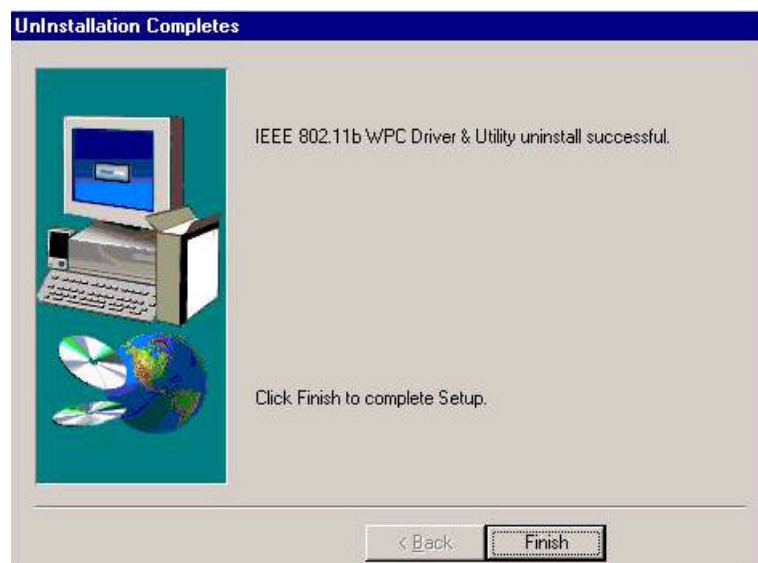 UnInstallation Completes
IEEE 802.11b WPC Driver & Utility uninstall successful.
Click Finish to complete Setup.
< Back
Finish